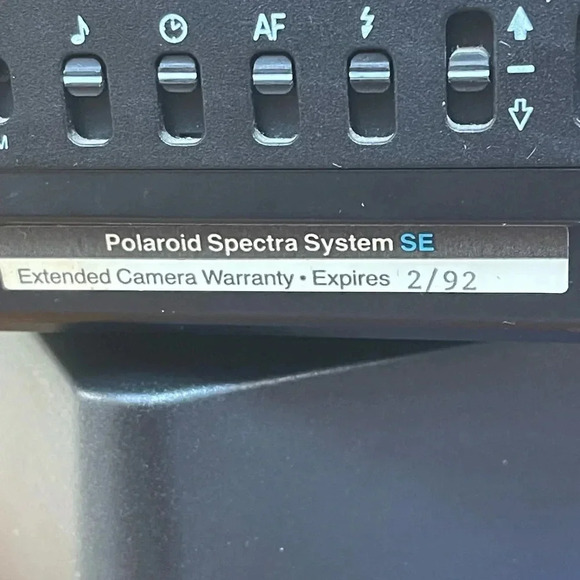 AF
M
Polaroid Spectra System SE
Extended Camera Warranty • Expires 2/92